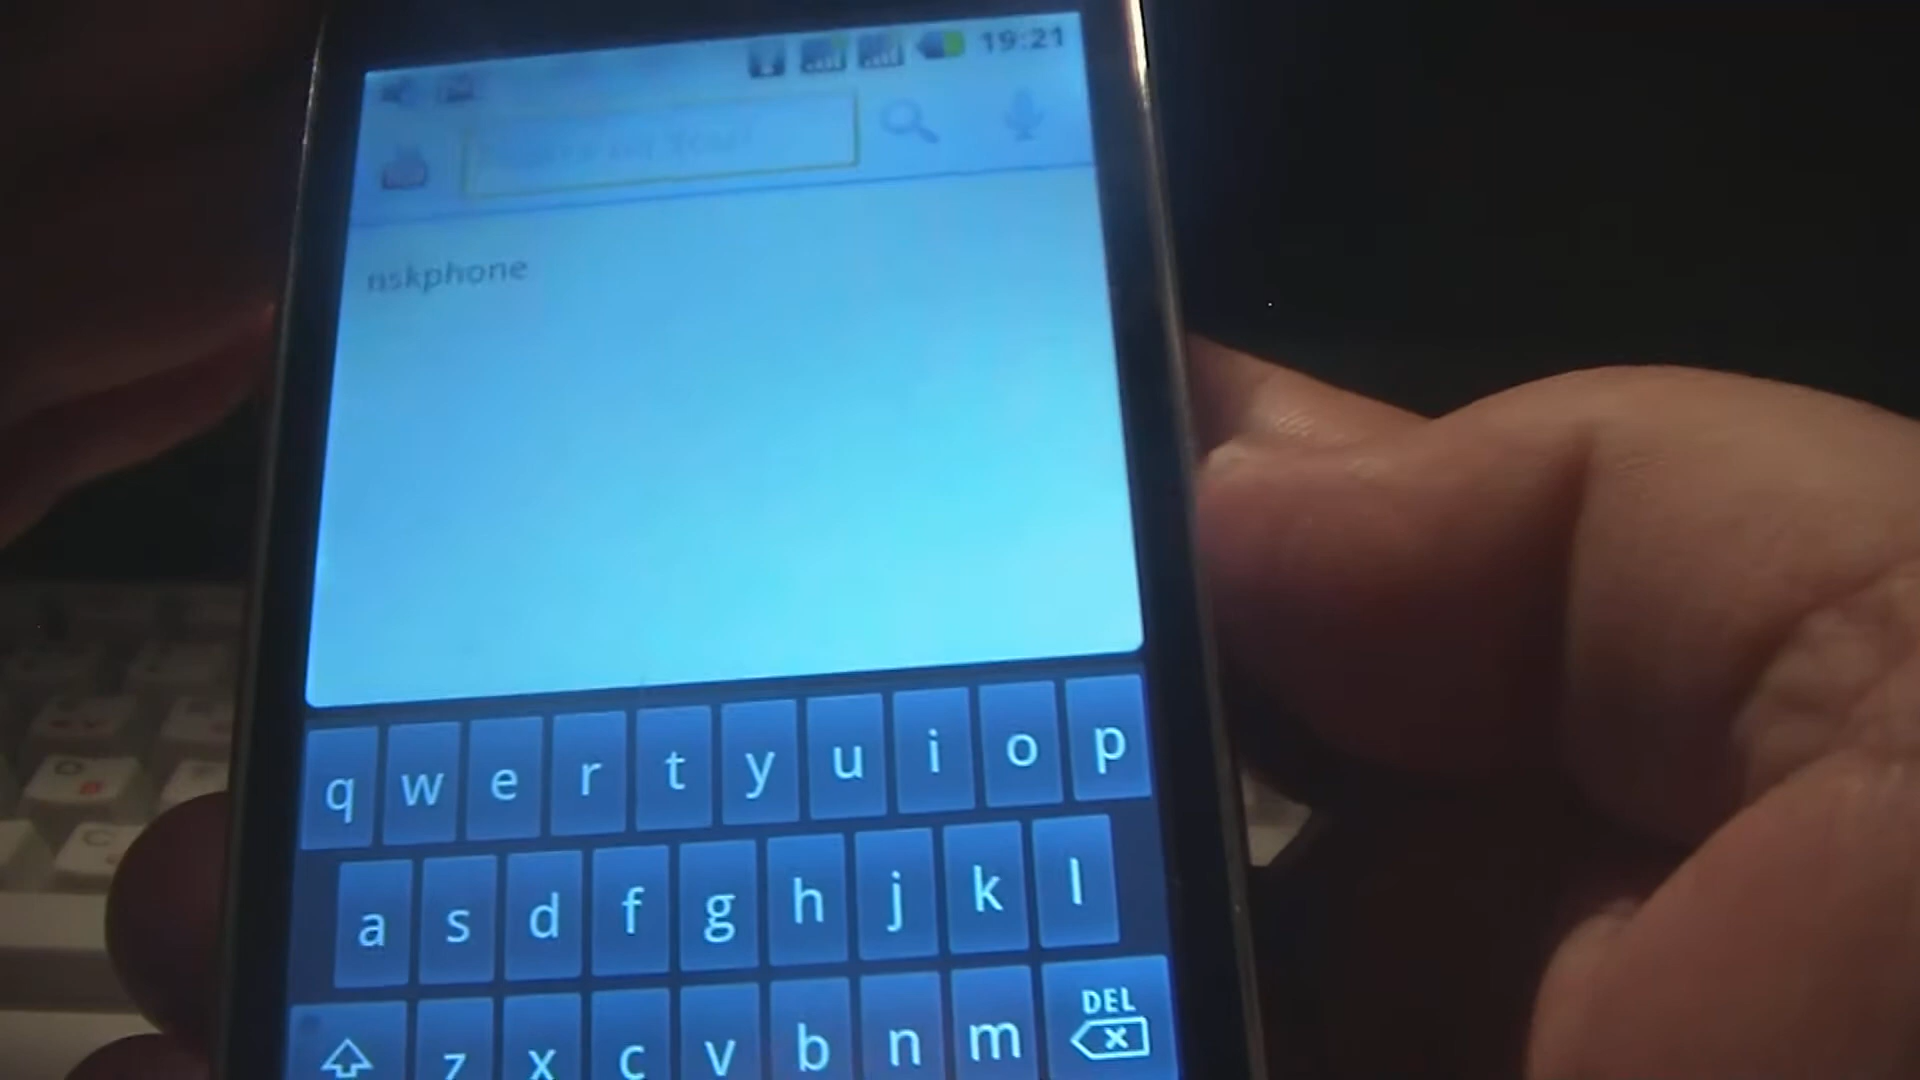 19:21
nskphone
q w e r t y u i o p
a s d f g h j k l
z x c v b n m DEL